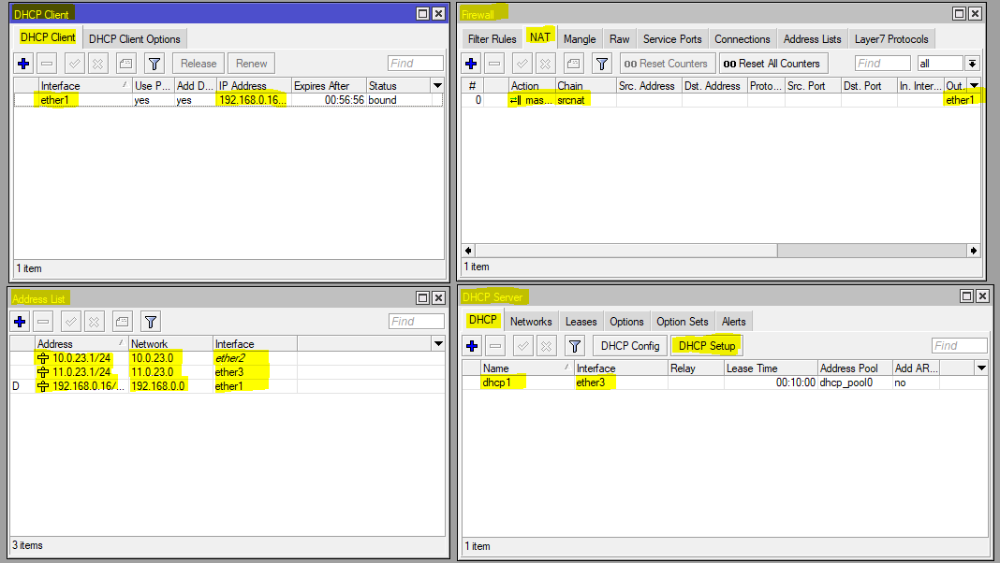 DHCP Client
DHCP Client DHCP Client Options
Release Renew Find
Interface Use P... Add D... IP Address Expires After Status
ether1 yes yes 192.168.0.16... 00:56:56 bound
1 item
Firewall
Filter Rules NAT Mangle Raw Service Ports Connections Address Lists Layer7 Protocols
00 Reset Counters 00 Reset All Counters Find all
# Action Chain Src. Address Dst. Address Proto... Src. Port Dst. Port In. Inter... Out.
0 mas... srcnat ether1
1 item
Address List
Find
Address Network Interface
10.0.23.1/24 10.0.23.0 ether2
11.0.23.1/24 11.0.23.0 ether3
D 192.168.0.16/... 192.168.0.0 ether1
3 items
DHCP Server
DHCP Networks Leases Options Option Sets Alerts
DHCP Config DHCP Setup Find
Name Interface Relay Lease Time Address Pool Add AR...
dhcp1 ether3 00:10:00 dhcp_pool0 no
1 item